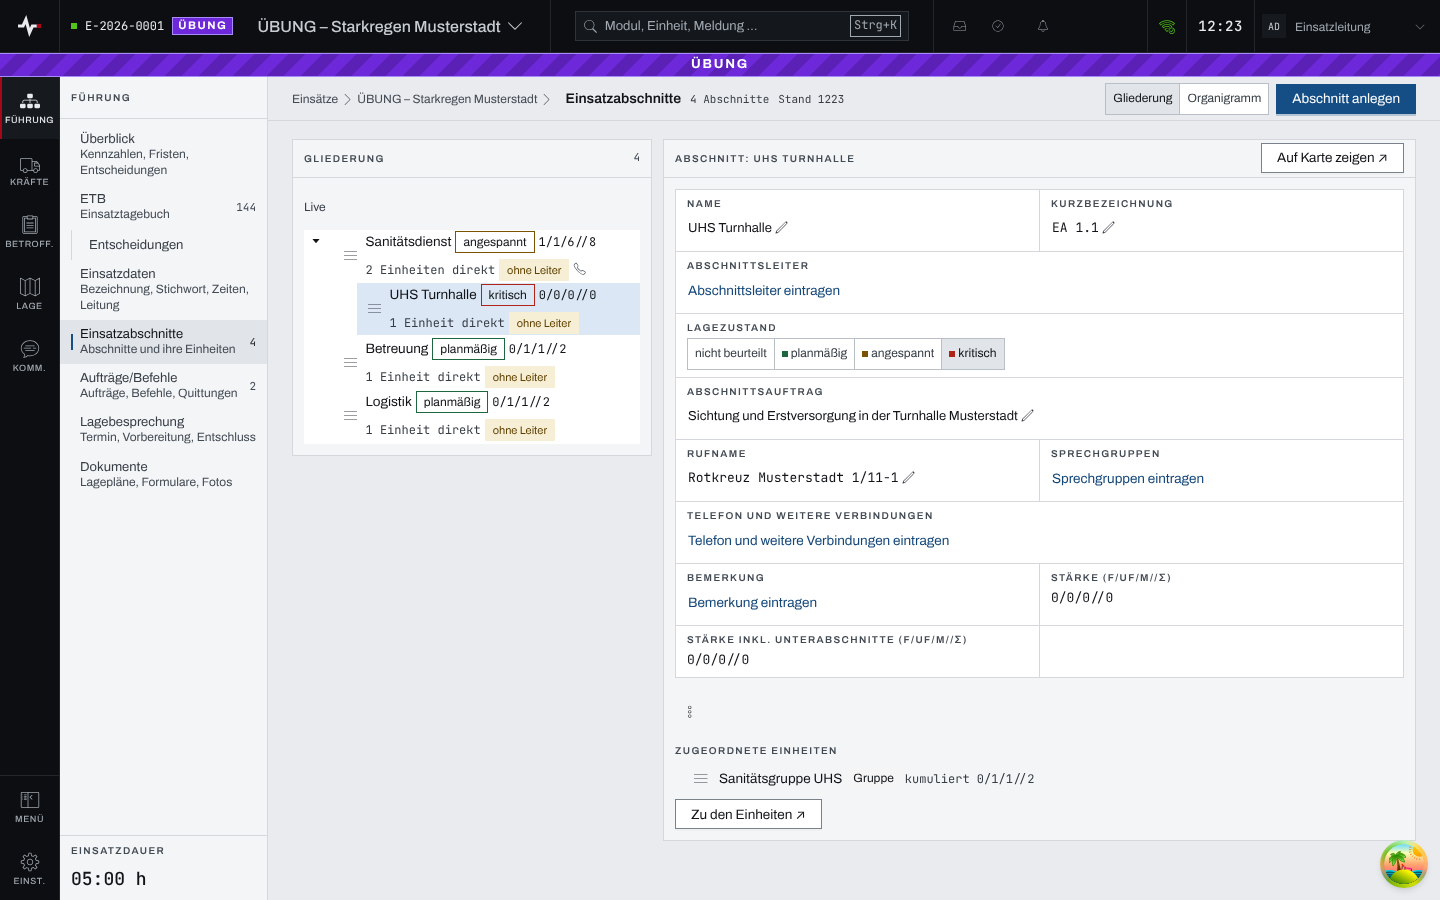 E-2026-0001 ÜBUNG ÜBUNG – Starkregen Musterstadt Modul, Einheit, Meldung ... Strg+K 12:23 AD Einsatzleitung
ÜBUNG
FÜHRUNG
KRÄFTE
BETROFF.
LAGE
KOMM.
MENÜ
EINST.
FÜHRUNG
Überblick
Kennzahlen, Fristen,
Entscheidungen
ETB
Einsatztagebuch 144
Entscheidungen
Einsatzdaten
Bezeichnung, Stichwort, Zeiten,
Leitung
Einsatzabschnitte
Abschnitte und ihre Einheiten 4
Aufträge/Befehle
Aufträge, Befehle, Quittungen 2
Lagebesprechung
Termin, Vorbereitung, Entschluss
Dokumente
Lagepläne, Formulare, Fotos
EINSATZDAUER
05:00 h
Einsätze ÜBUNG – Starkregen Musterstadt Einsatzabschnitte 4 Abschnitte Stand 1223 Gliederung Organigramm Abschnitt anlegen
GLIEDERUNG 4
Live
Sanitätsdienst angespannt 1/1/6//8
2 Einheiten direkt ohne Leiter
UHS Turnhalle kritisch 0/0/0//0
1 Einheit direkt ohne Leiter
Betreuung planmäßig 0/1/1//2
1 Einheit direkt ohne Leiter
Logistik planmäßig 0/1/1//2
1 Einheit direkt ohne Leiter
ABSCHNITT: UHS TURNHALLE Auf Karte zeigen ↗
NAME KURZBEZEICHNUNG
UHS Turnhalle EA 1.1
ABSCHNITTSLEITER
Abschnittsleiter eintragen
LAGEZUSTAND
nicht beurteilt planmäßig angespannt kritisch
ABSCHNITTSAUFTRAG
Sichtung und Erstversorgung in der Turnhalle Musterstadt
RUFNAME SPRECHGRUPPEN
Rotkreuz Musterstadt 1/11-1 Sprechgruppen eintragen
TELEFON UND WEITERE VERBINDUNGEN
Telefon und weitere Verbindungen eintragen
BEMERKUNG STÄRKE (F/UF/M//Σ)
Bemerkung eintragen 0/0/0//0
STÄRKE INKL. UNTERABSCHNITTE (F/UF/M//Σ)
0/0/0//0
ZUGEORDNETE EINHEITEN
Sanitätsgruppe UHS Gruppe kumuliert 0/1/1//2
Zu den Einheiten ↗